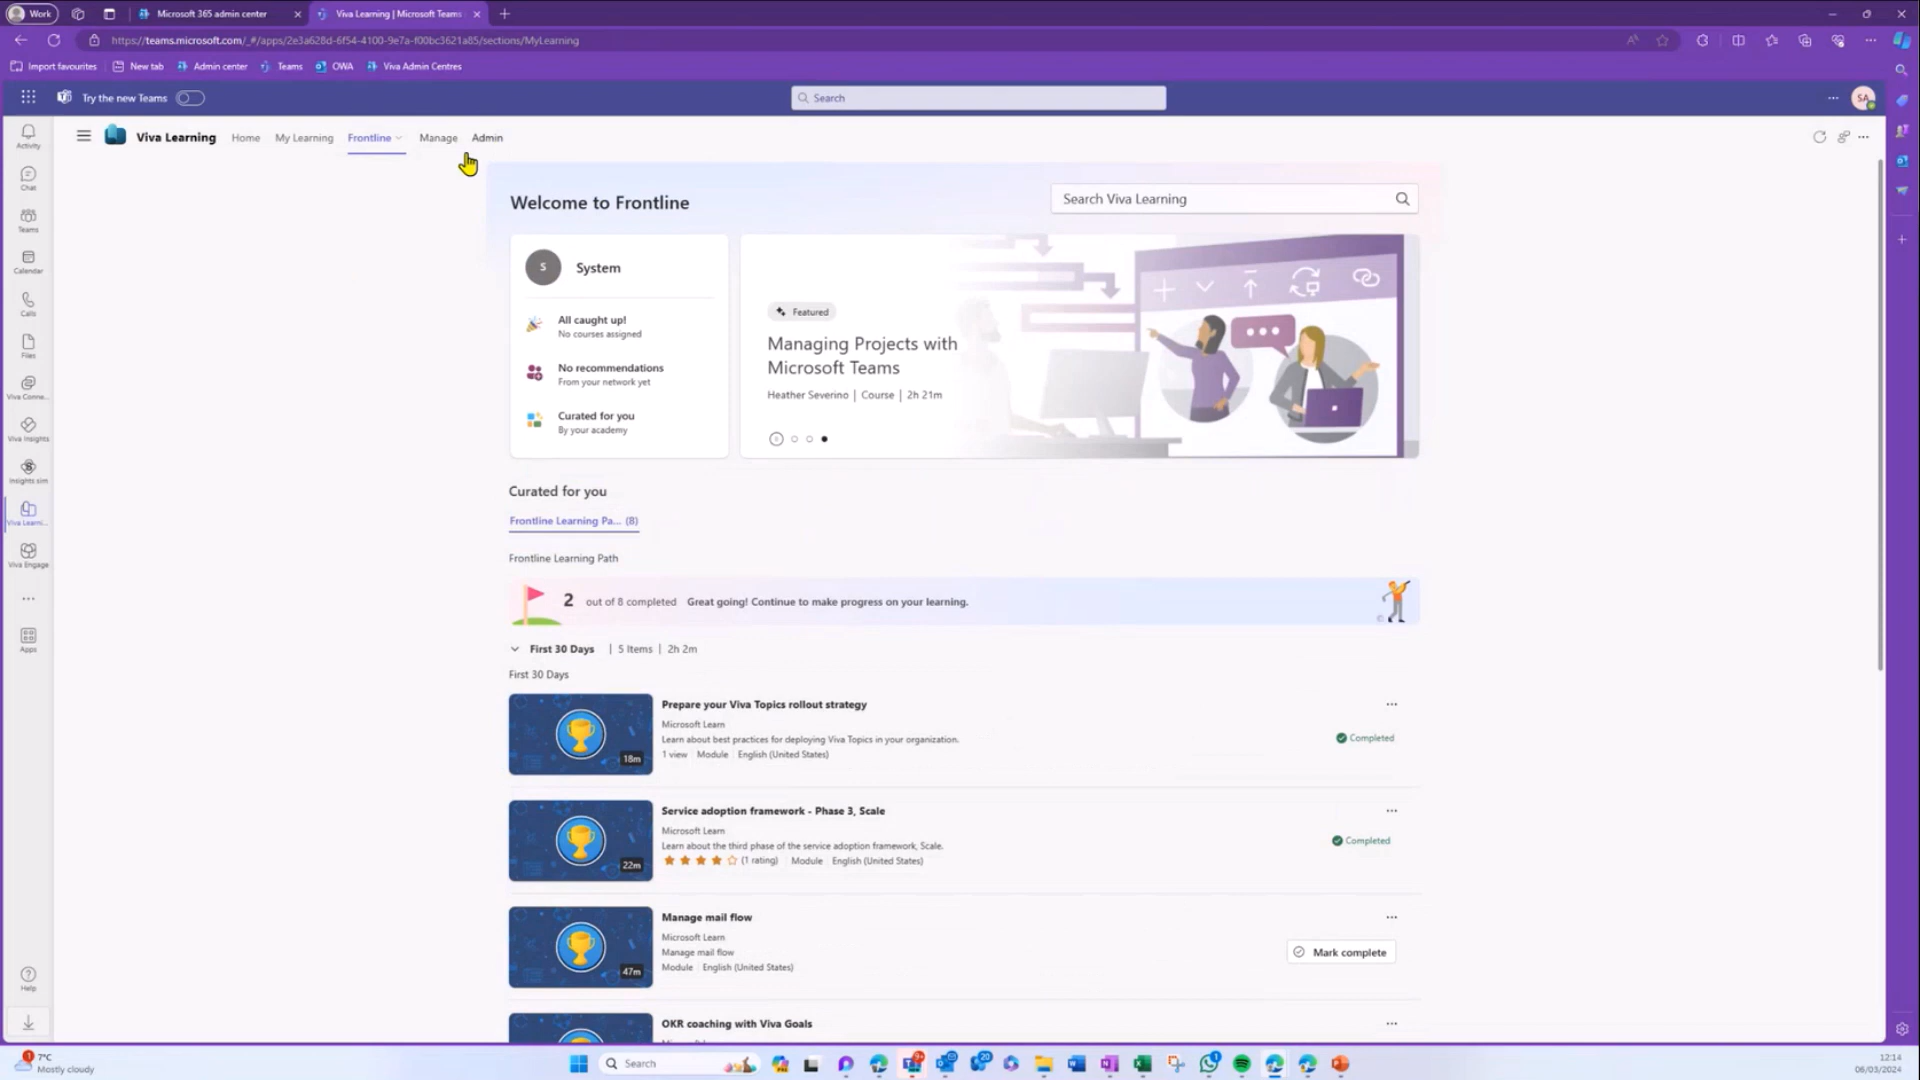 Work
Microsoft 365 admin center
Viva Learning | Microsoft Teams
https://teams.microsoft.com/_#/apps/2e3a628d-6f54-4100-9e7a-f00bc3621a85/sections/MyLearning
Import favourites
New tab
Admin center
Teams
OWA
Viva Admin Centres
Try the new Teams
Search
SA
Activity
Chat
Teams
Calendar
Calls
Files
Viva Conne...
Viva Insights
Insights sim
Viva Learni...
Viva Engage
Apps
Help
Viva Learning
Home
My Learning
Frontline
Manage
Admin
Welcome to Frontline
Search Viva Learning
S
System
All caught up!
No courses assigned
No recommendations
From your network yet
Curated for you
By your academy
Featured
Managing Projects with
Microsoft Teams
Heather Severino | Course | 2h 21m
Curated for you
Frontline Learning Pa... (8)
Frontline Learning Path
2 out of 8 completed Great going! Continue to make progress on your learning.
First 30 Days | 5 Items | 2h 2m
First 30 Days
Prepare your Viva Topics rollout strategy
Microsoft Learn
Learn about best practices for deploying Viva Topics in your organization.
1 view | Module | English (United States)
18m
Completed
Service adoption framework - Phase 3, Scale
Microsoft Learn
Learn about the third phase of the service adoption framework, Scale.
(1 rating) | Module | English (United States)
22m
Completed
Manage mail flow
Microsoft Learn
Manage mail flow
Module | English (United States)
47m
Mark complete
OKR coaching with Viva Goals
1
7°C
Mostly cloudy
Search
20
12:14
06/03/2024